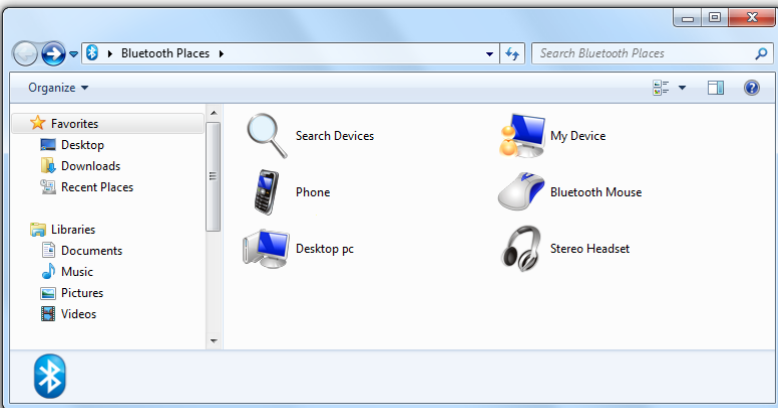 Bluetooth Places
Search Bluetooth Places
Organize
Favorites
Desktop
Downloads
Recent Places
Libraries
Documents
Music
Pictures
Videos
Search Devices
My Device
Phone
Bluetooth Mouse
Desktop pc
Stereo Headset